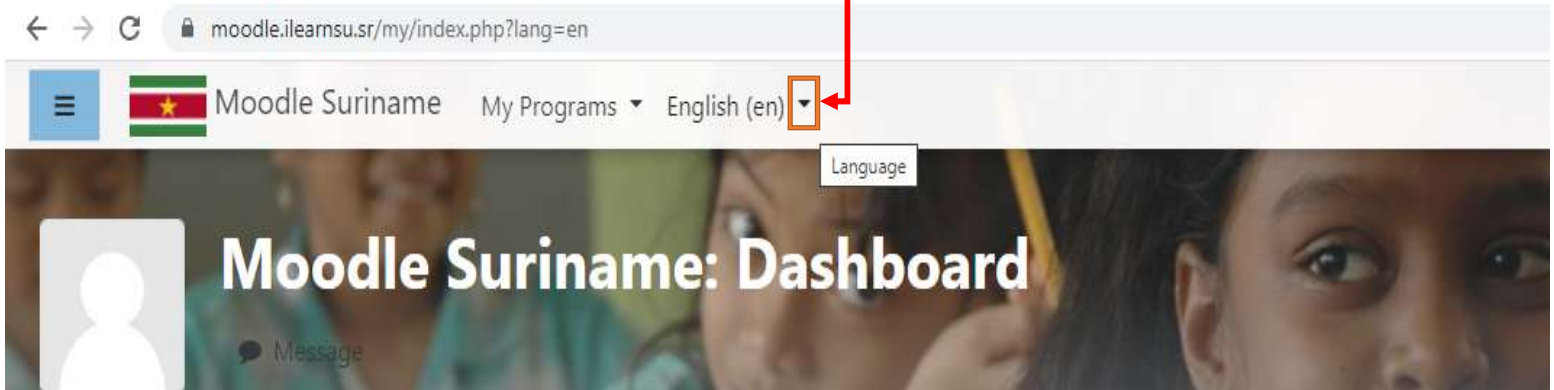 moodle.ilearnsu.sr/my/index.php?lang=en
Moodle Suriname My Programs English (en)
Language
Moodle Suriname: Dashboard
Message